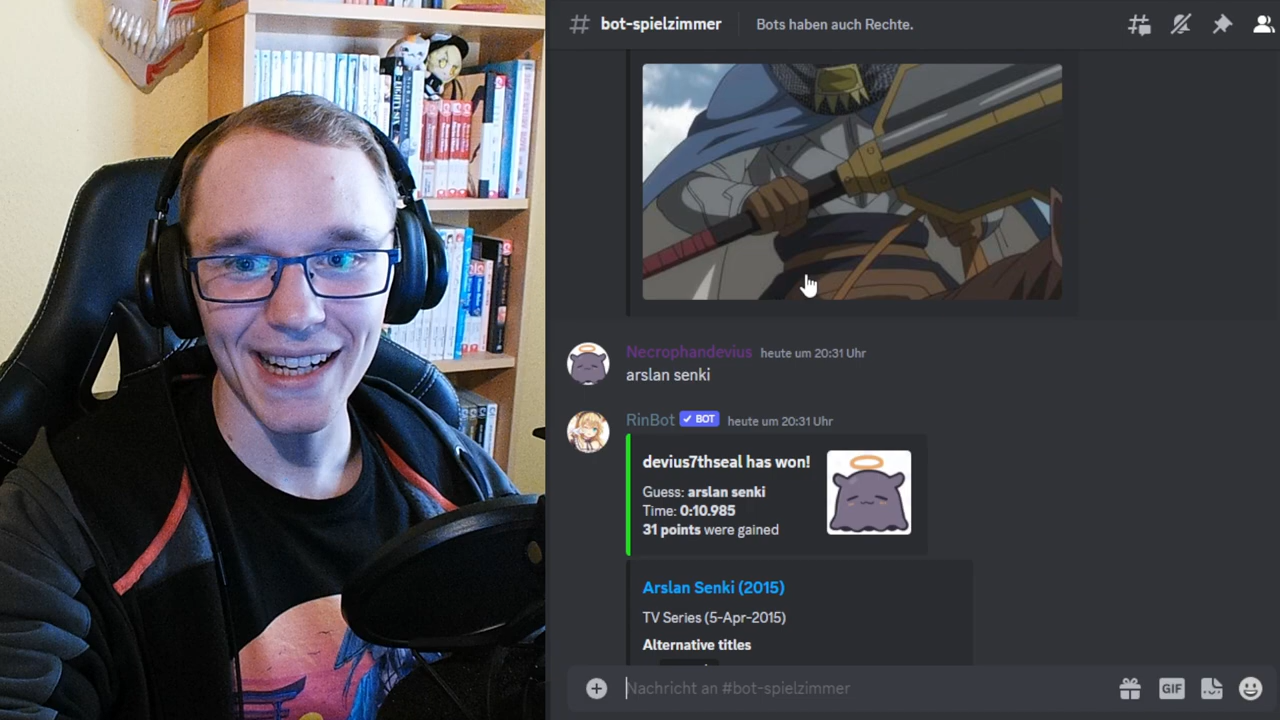 bot-spielzimmer
Bots haben auch Rechte.
Necrophandevius heute um 20:31 Uhr
arslan senki
RinBot BOT heute um 20:31 Uhr
devius7thseal has won!
Guess: arslan senki
Time: 0:10.985
31 points were gained
Arslan Senki (2015)
TV Series (5-Apr-2015)
Alternative titles
Nachricht an #bot-spielzimmer
GIF